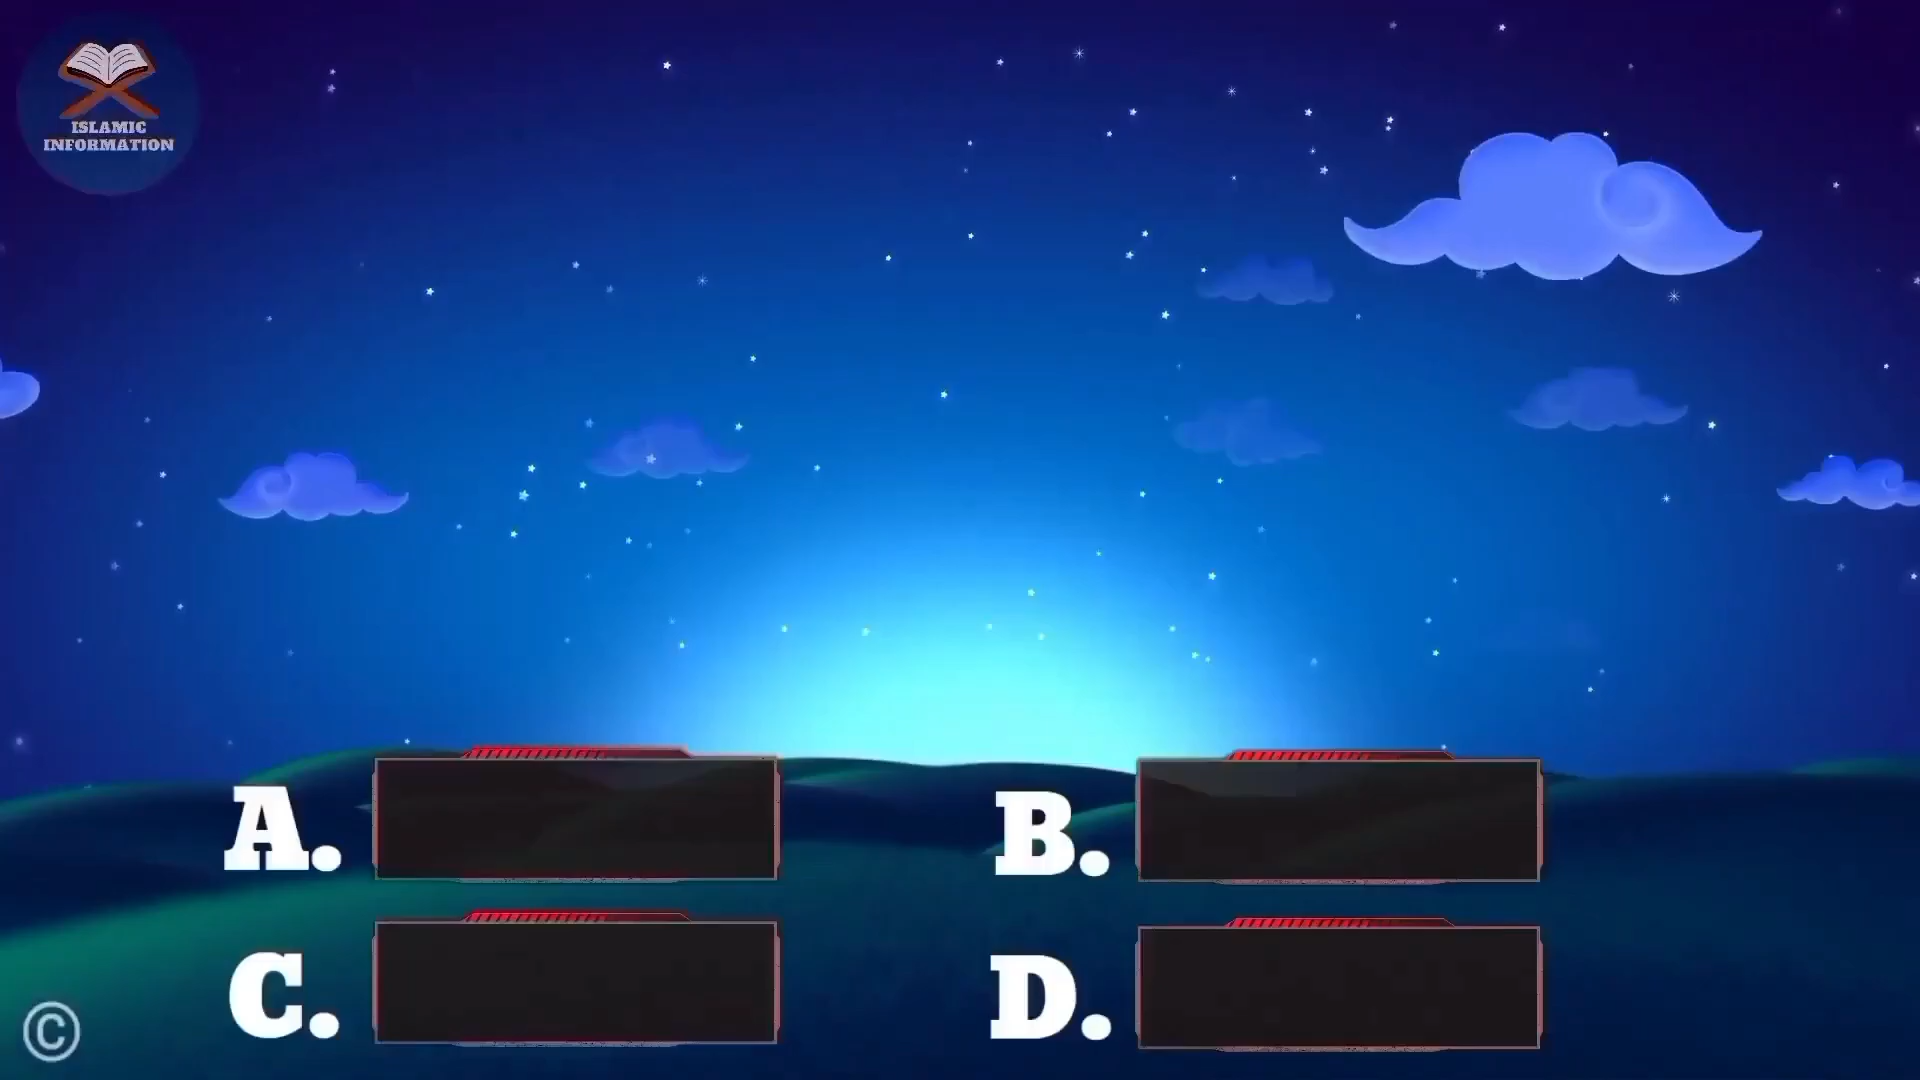 ISLAMIC
INFORMATION
A.
B.
C.
D.
©